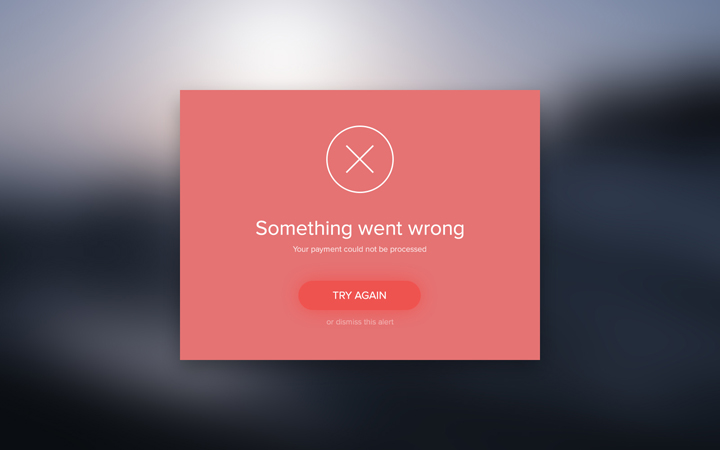 Something went wrong
Your payment could not be processed
TRY AGAIN
or dismiss this alert